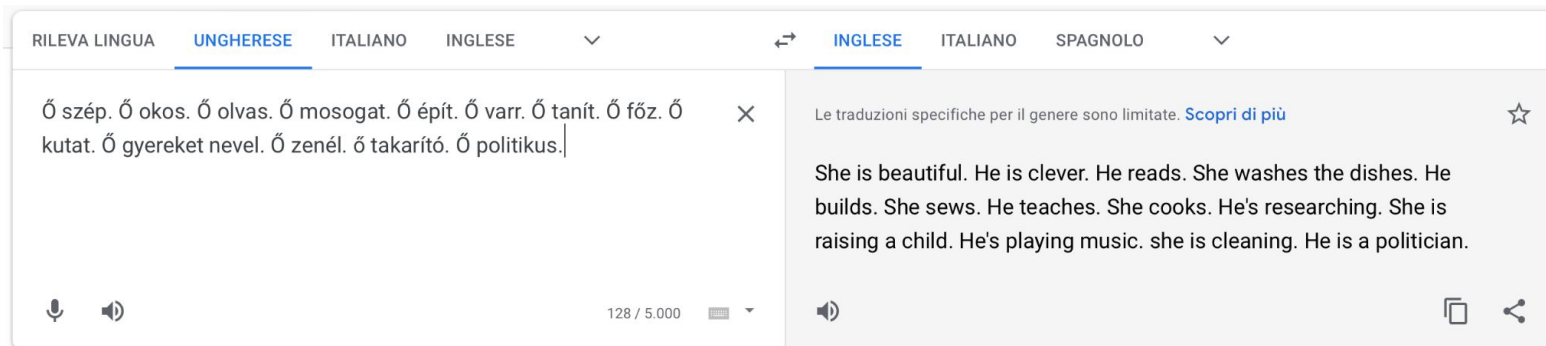 RILEVA LINGUA UNGHERESE ITALIANO INGLESE
INGLESE ITALIANO SPAGNOLO
Ő szép. Ő okos. Ő olvas. Ő mosogat. Ő épít. Ő varr. Ő tanít. Ő főz. Ő
kutat. Ő gyereket nevel. Ő zenél. ő takarító. Ő politikus.
128 / 5.000
Le traduzioni specifiche per il genere sono limitate. Scopri di più
She is beautiful. He is clever. He reads. She washes the dishes. He
builds. She sews. He teaches. She cooks. He's researching. She is
raising a child. He's playing music. she is cleaning. He is a politician.